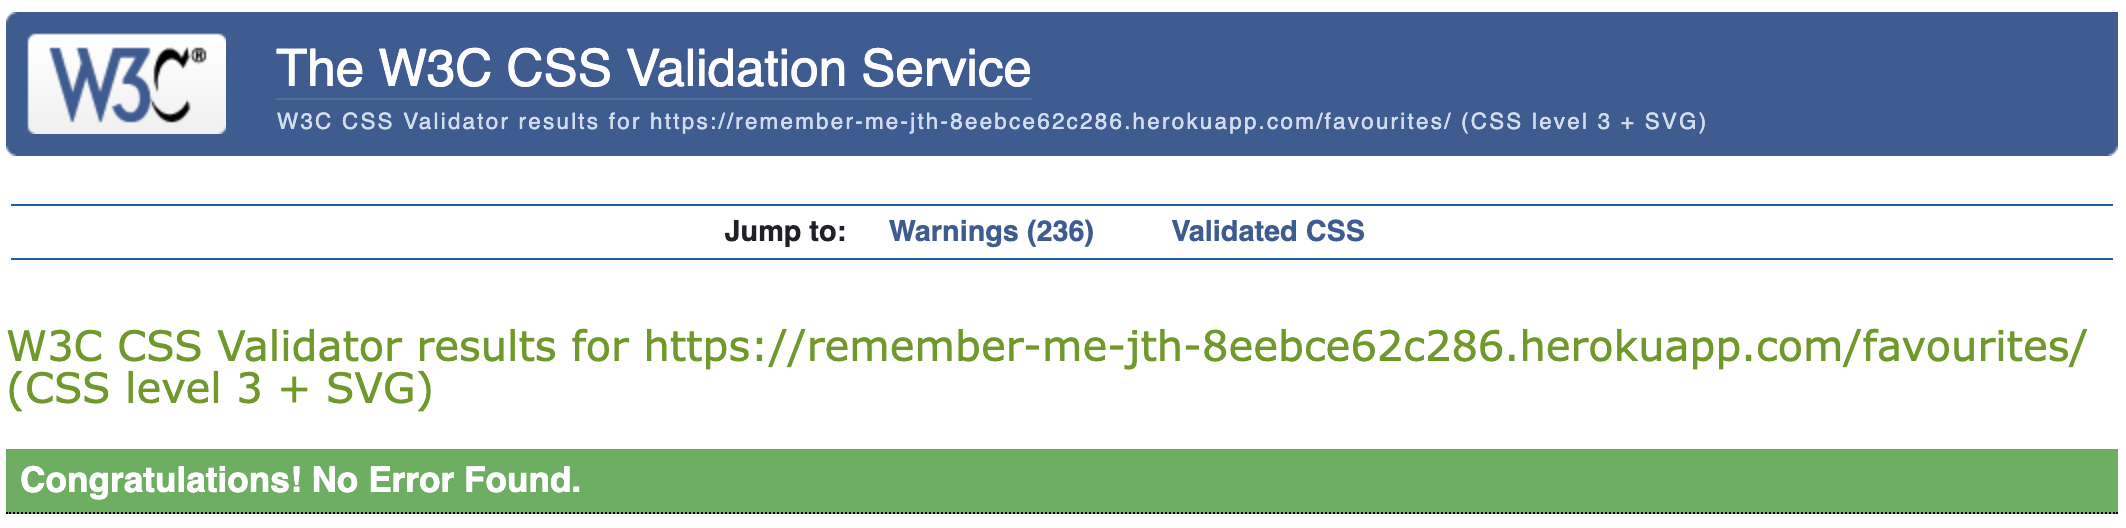 W3C®
The W3C CSS Validation Service
W3C CSS Validator results for https://remember-me-jth-8eebce62c286.herokuapp.com/favourites/ (CSS level 3 + SVG)
Jump to: Warnings (236) Validated CSS
W3C CSS Validator results for https://remember-me-jth-8eebce62c286.herokuapp.com/favourites/
(CSS level 3 + SVG)
Congratulations! No Error Found.